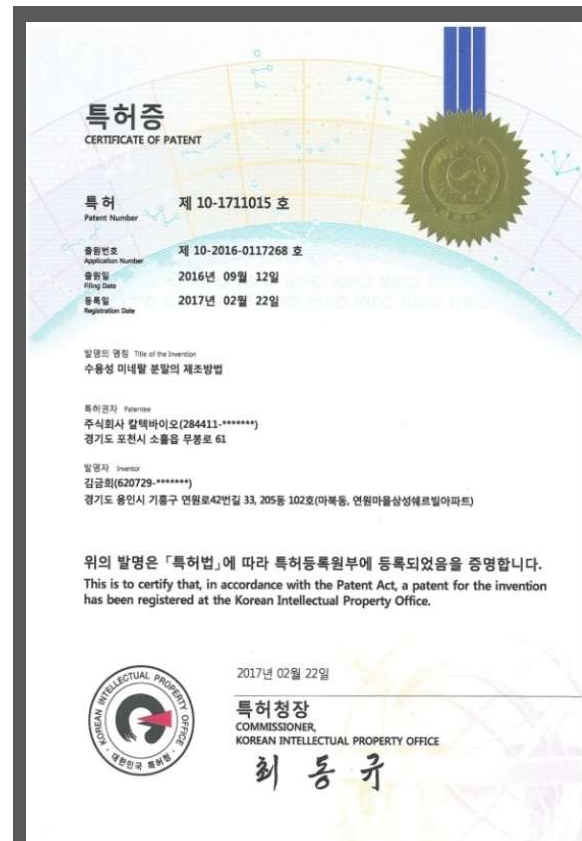 특허증
CERTIFICATE OF PATENT
특 허 제 10-1711015 호
Patent Number
출원번호 제 10-2016-0117268 호
Application Number
출원일 2016년 09월 12일
Filing Date
등록일 2017년 02월 22일
Registration Date
발명의 명칭 Title of the Invention
수용성 미네랄 분말의 제조방법
특허권자 Patentee
주식회사 칼텍바이오(284411-*******)
경기도 포천시 소흘읍 무봉로 61
발명자 Inventor
김금희(620729-*******)
경기도 용인시 기흥구 연원로42번길 33, 205동 102호(마북동, 연원마을삼성쉐르빌아파트)
위의 발명은 「특허법」에 따라 특허등록원부에 등록되었음을 증명합니다.
This is to certify that, in accordance with the Patent Act, a patent for the invention
has been registered at the Korean Intellectual Property Office.
2017년 02월 22일
특허청장
COMMISSIONER,
KOREAN INTELLECTUAL PROPERTY OFFICE
최동규
KOREAN INTELLECTUAL PROPERTY OFFICE
대한민국 특허청